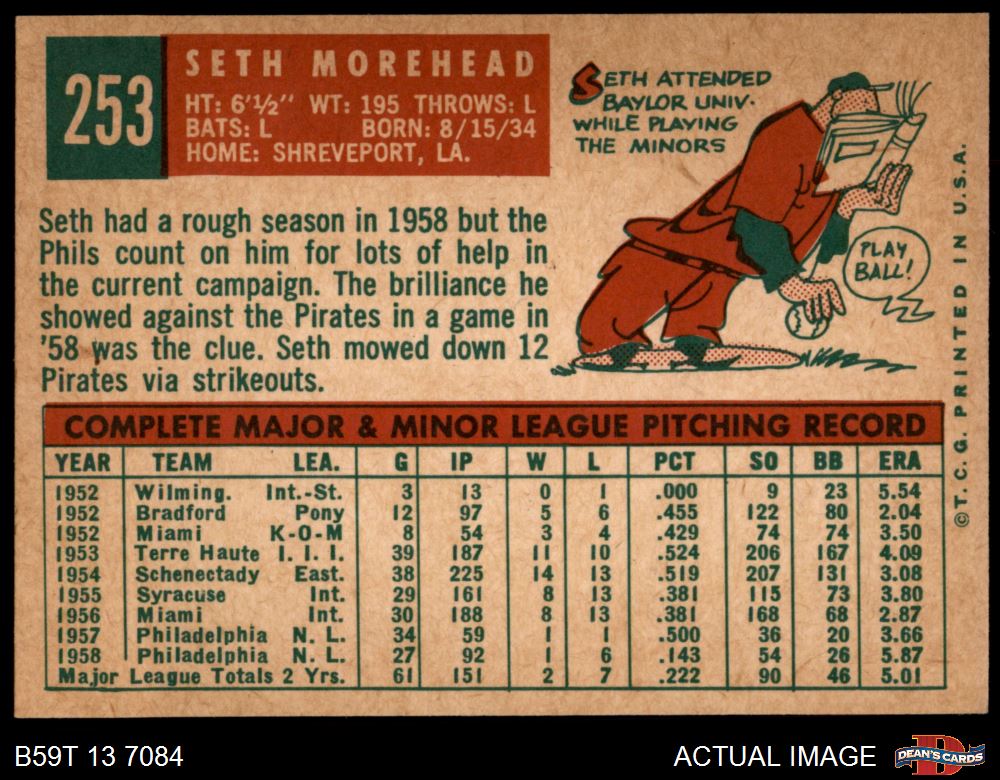 253
SETH MOREHEAD
HT: 6'½" WT: 195 THROWS: L
BATS: L BORN: 8/15/34
HOME: SHREVEPORT, LA.
SETH ATTENDED
BAYLOR UNIV.
WHILE PLAYING
THE MINORS
PLAY
BALL!
Seth had a rough season in 1958 but the
Phils count on him for lots of help in
the current campaign. The brilliance he
showed against the Pirates in a game in
'58 was the clue. Seth mowed down 12
Pirates via strikeouts.
COMPLETE MAJOR & MINOR LEAGUE PITCHING RECORD
YEAR TEAM LEA. G IP W L PCT SO BB ERA
1952 Wilming. Int.-St. 3 13 0 1 .000 9 23 5.54
1952 Bradford Pony 12 97 5 6 .455 122 80 2.04
1952 Miami K-O-M 8 54 3 4 .429 74 74 3.50
1953 Terre Haute I. I. I. 39 187 11 10 .524 206 167 4.09
1954 Schenectady East. 38 225 14 13 .519 207 131 3.08
1955 Syracuse Int. 29 161 8 13 .381 115 73 3.80
1956 Miami Int. 30 188 8 13 .381 168 68 2.87
1957 Philadelphia N. L. 34 59 1 1 .500 36 20 3.66
1958 Philadelphia N. L. 27 92 1 6 .143 54 26 5.87
Major League Totals 2 Yrs. 61 151 2 7 .222 90 46 5.01
©T. C. G. PRINTED IN U.S.A.
B59T 13 7084
ACTUAL IMAGE
DEAN'S CARDS